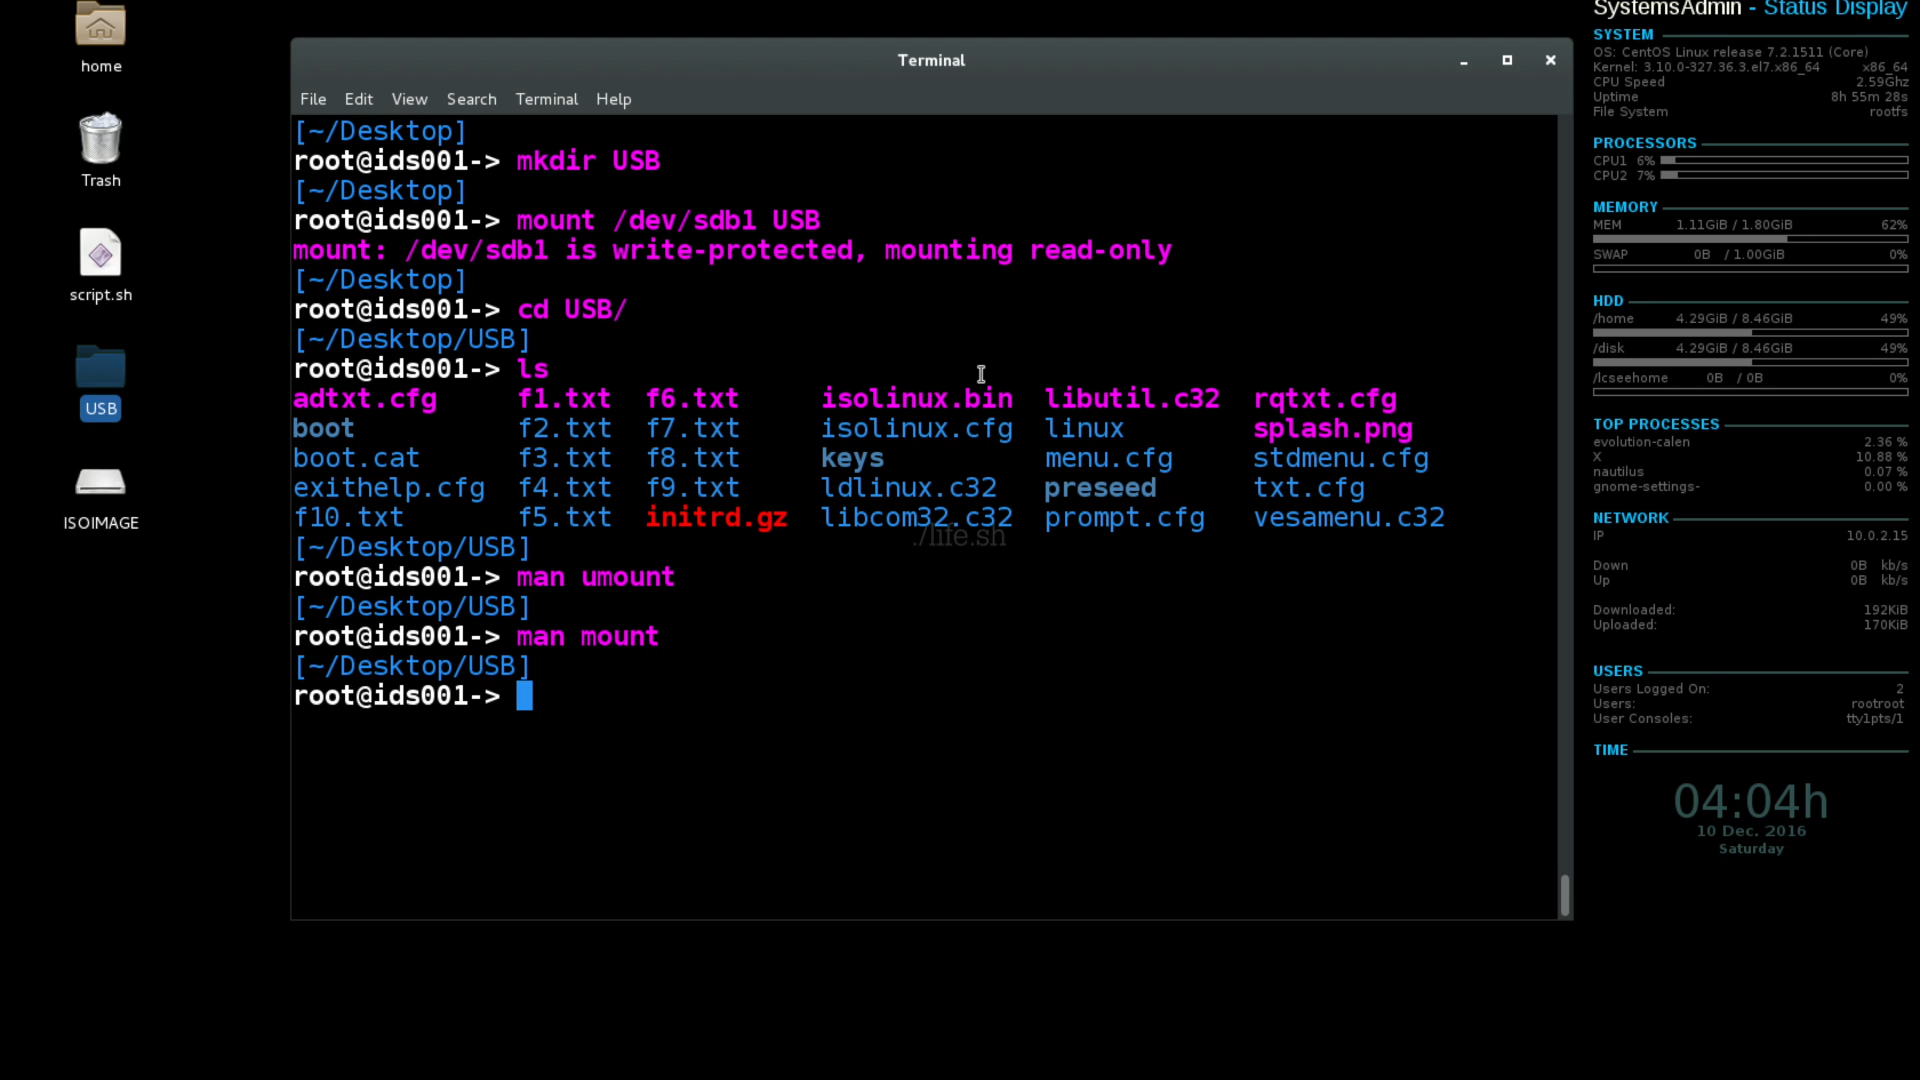 home
Trash
script.sh
USB
ISOIMAGE
Terminal
File Edit View Search Terminal Help
[~/Desktop]
root@ids001-> mkdir USB
[~/Desktop]
root@ids001-> mount /dev/sdb1 USB
mount: /dev/sdb1 is write-protected, mounting read-only
[~/Desktop]
root@ids001-> cd USB/
[~/Desktop/USB]
root@ids001-> ls
adtxt.cfg f1.txt f6.txt isolinux.bin libutil.c32 rqtxt.cfg
boot f2.txt f7.txt isolinux.cfg linux splash.png
boot.cat f3.txt f8.txt keys menu.cfg stdmenu.cfg
exithelp.cfg f4.txt f9.txt ldlinux.c32 preseed txt.cfg
f10.txt f5.txt initrd.gz libcom32.c32 prompt.cfg vesamenu.c32
./life.sh
[~/Desktop/USB]
root@ids001-> man umount
[~/Desktop/USB]
root@ids001-> man mount
[~/Desktop/USB]
root@ids001->
SystemsAdmin - Status Display
SYSTEM
OS: CentOS Linux release 7.2.1511 (Core)
Kernel: 3.10.0-327.36.3.el7.x86_64 x86_64
CPU Speed 2.59Ghz
Uptime 8h 55m 28s
File System rootfs
PROCESSORS
CPU1 6%
CPU2 7%
MEMORY
MEM 1.11GiB / 1.80GiB 62%
SWAP 0B / 1.00GiB 0%
HDD
/home 4.29GiB / 8.46GiB 49%
/disk 4.29GiB / 8.46GiB 49%
/lcseehome 0B / 0B 0%
TOP PROCESSES
evolution-calen 2.36 %
X 10.88 %
nautilus 0.07 %
gnome-settings- 0.00 %
NETWORK
IP 10.0.2.15
Down 0B kb/s
Up 0B kb/s
Downloaded: 192KiB
Uploaded: 170KiB
USERS
Users Logged On: 2
Users: rootroot
User Consoles: tty1pts/1
TIME
04:04h
10 Dec. 2016
Saturday